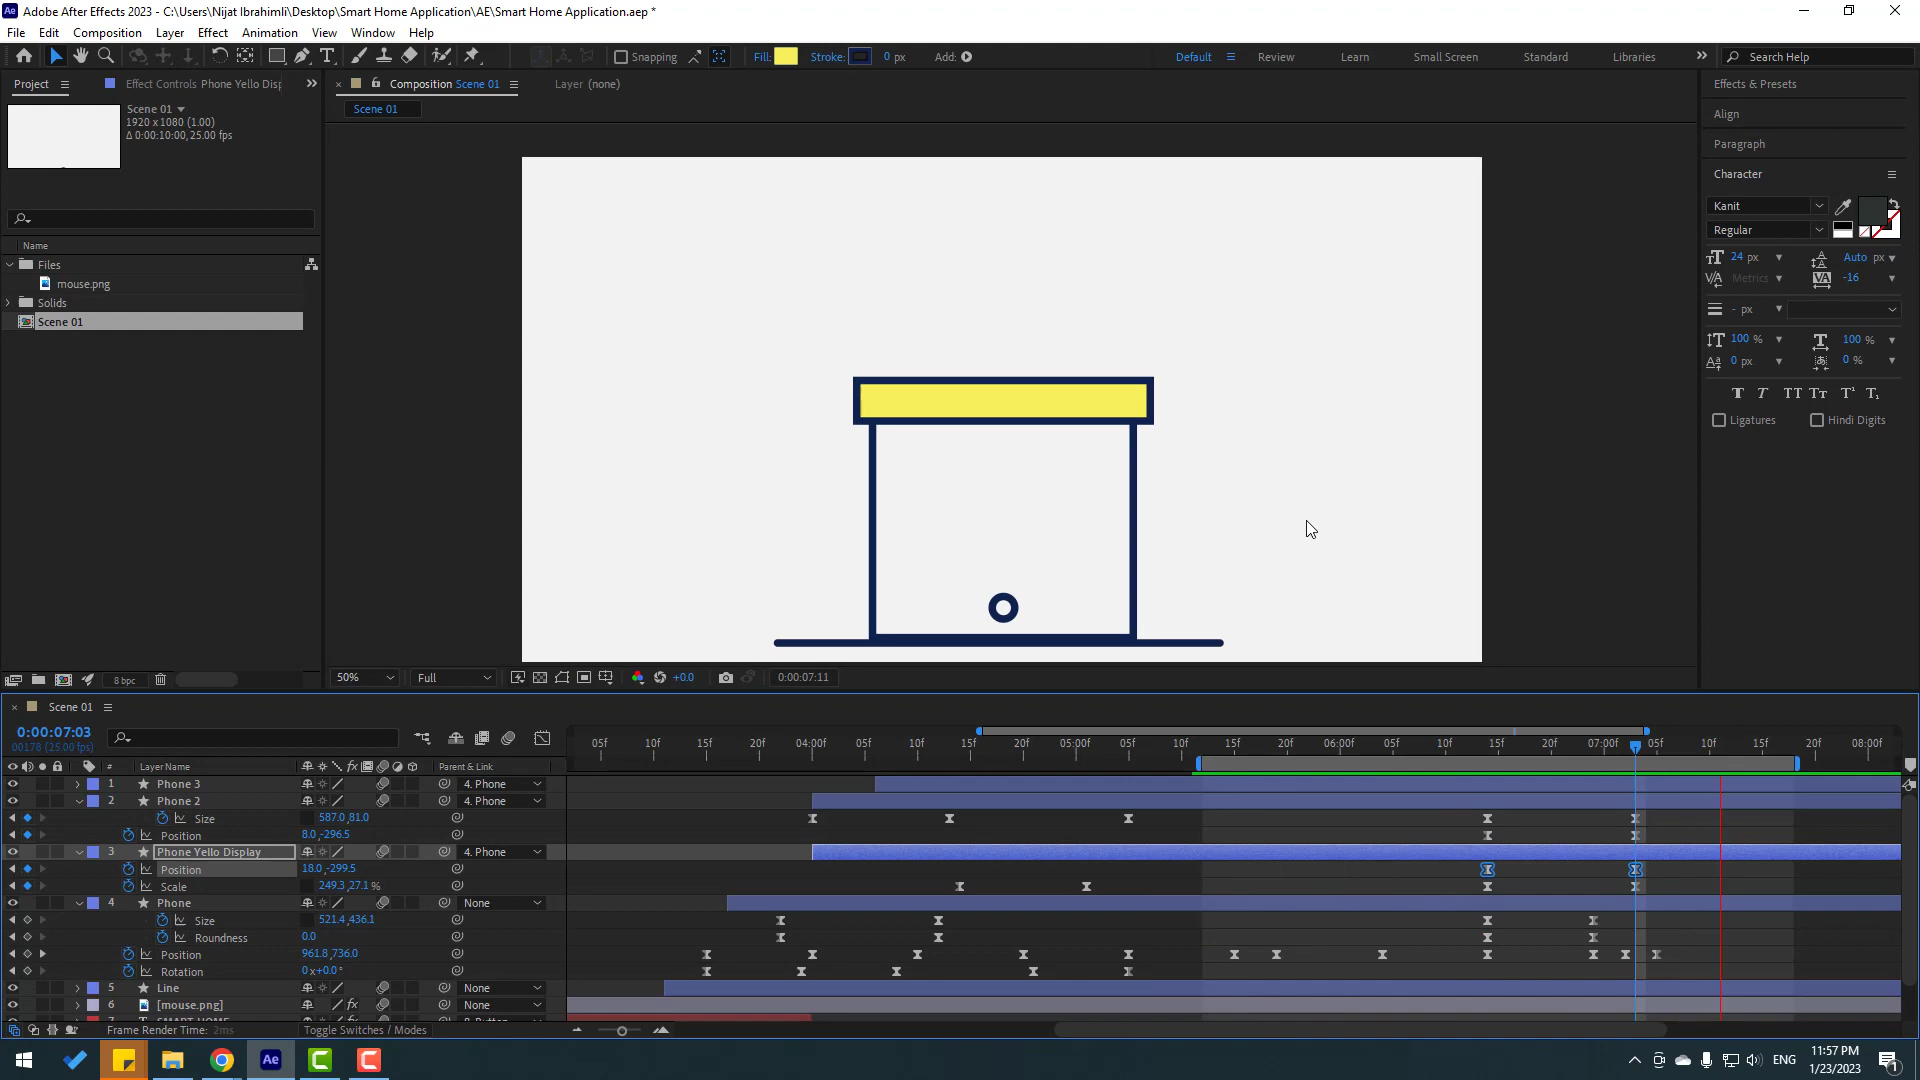 Ae Adobe After Effects 2023 - C:\Users\Nijat Ibrahimli\Desktop\Smart Home Application\AE\Smart Home Application.aep *
File Edit Composition Layer Effect Animation View Window Help
Snapping Fill: Stroke: 0 px Add: Default Review Learn Small Screen Standard Libraries Search Help
Project Effect Controls Phone Yello Disp
Composition Scene 01 Layer (none)
Scene 01
Scene 01
1920 x 1080 (1.00)
Δ 0:00:10:00, 25.00 fps
Name
Files
mouse.png
Solids
Scene 01
8 bpc
50% Full +0.0 0:00:07:11
Effects & Presets
Align
Paragraph
Character
Kanit
Regular
24 px Auto px
Metrics -16
- px
100 % 100 %
0 px 0 %
T T TT Tt T¹ T₁
Ligatures Hindi Digits
Scene 01
0:00:07:03
00178 (25.00 fps)
05f 10f 15f 20f 04:00f 05f 10f 15f 20f 05:00f 05f 10f 15f 20f 06:00f 05f 10f 15f 20f 07:00f 05f 10f 15f 20f 08:00f
# Layer Name fx Parent & Link
1 Phone 3 4. Phone
2 Phone 2 4. Phone
Size 587.0,81.0
Position 8.0,-296.5
3 Phone Yello Display 4. Phone
Position 18.0,-299.5
Scale 249.3,27.1 %
4 Phone None
Size 521.4,436.1
Roundness 0.0
Position 961.8,736.0
Rotation 0x+0.0°
5 Line None
6 [mouse.png] fx None
Frame Render Time: 2ms Toggle Switches / Modes
Ae
ENG
11:57 PM
1/23/2023
1